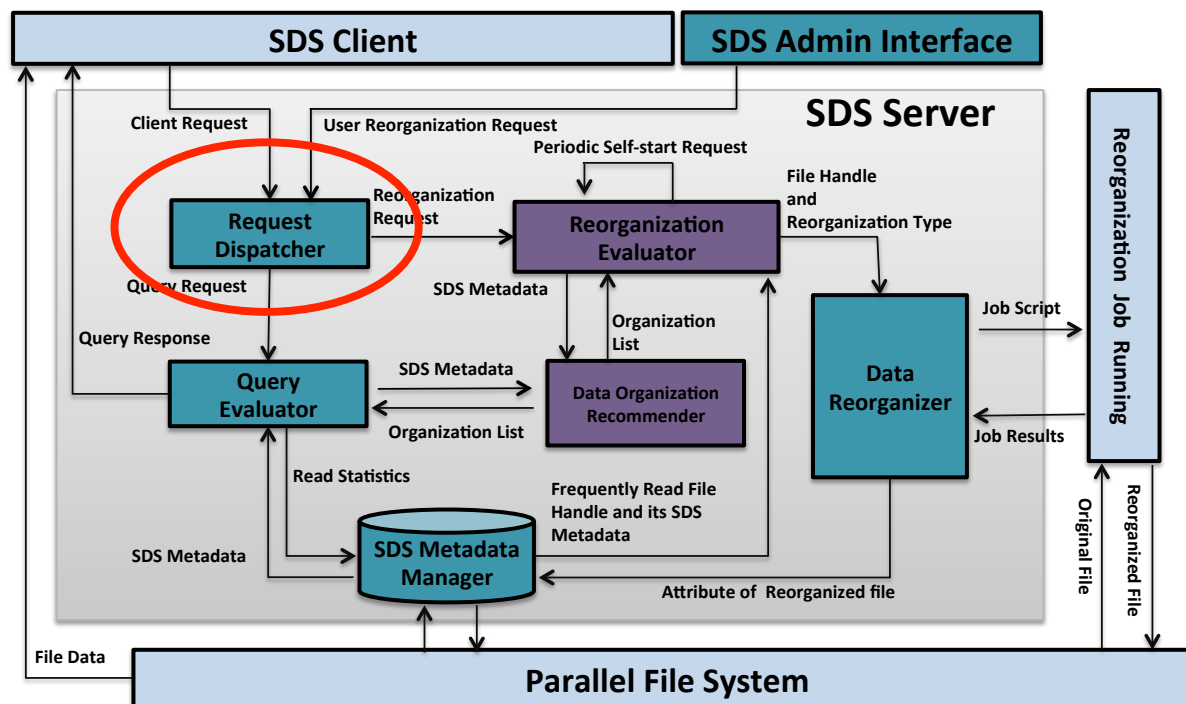 SDS Client
SDS Admin Interface
SDS Server
Client Request
User Reorganization Request
Periodic Self-start Request
File Handle
and
Reorganization Type
Reorganization
Request
Request
Dispatcher
Reorganization
Evaluator
Query Request
SDS Metadata
Organization
List
Job Script
Reorganization Job Running
Query Response
Query
Evaluator
SDS Metadata
Organization List
Data Organization
Recommender
Data
Reorganizer
Job Results
Read Statistics
Frequently Read File
Handle and its SDS
Metadata
SDS Metadata
SDS Metadata
Manager
Attribute of Reorganized file
Original File
Reorganized File
File Data
Parallel File System